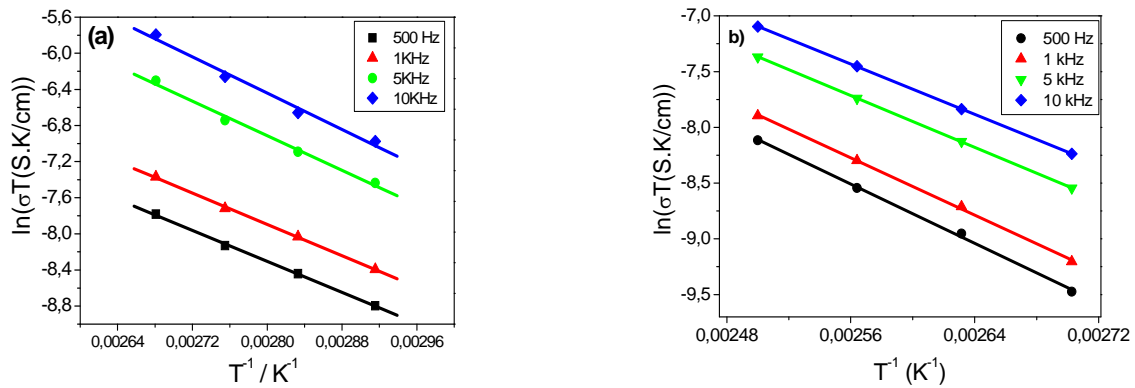 (a)
500 Hz
1KHz
5KHz
10KHz
-5,6
-6,0
-6,4
-6,8
-7,2
-7,6
-8,0
-8,4
-8,8
ln(σT(S.K/cm))
0,00264 0,00272 0,00280 0,00288 0,00296
T⁻¹ / K⁻¹
b)
500 Hz
1 kHz
5 kHz
10 kHz
-7,0
-7,5
-8,0
-8,5
-9,0
-9,5
ln(σT(S.K/cm))
0,00248 0,00256 0,00264 0,00272
T⁻¹ (K⁻¹)